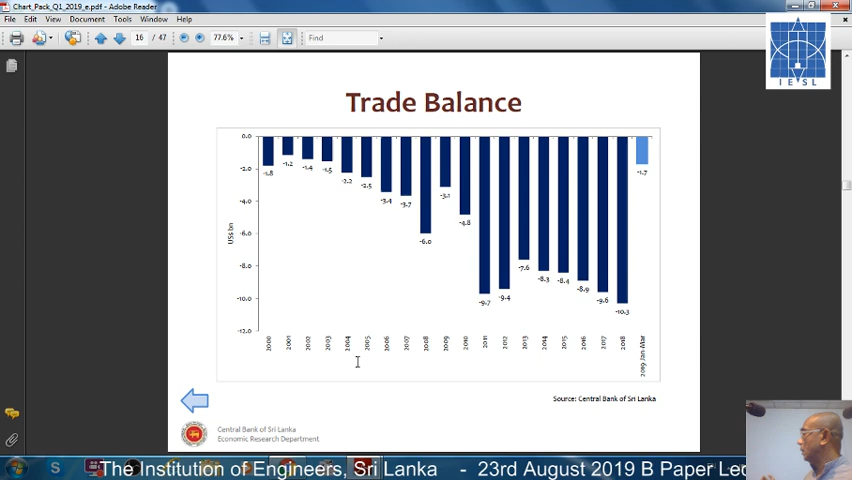 Chart_Pack_Q1_2019_e.pdf - Adobe Reader
File Edit View Document Tools Window Help
16 / 47 77.6% Find
IESL
Trade Balance
0.0
-2.0
-4.0
-6.0
-8.0
-10.0
-12.0
US$ bn
-1.8 -1.2 -1.4 -1.5 -2.2 -2.5 -3.4 -3.7 -6.0 -3.1 -4.8 -9.7 -9.4 -7.6 -8.3 -8.4 -8.9 -9.6 -10.3 -1.7
2000 2001 2002 2003 2004 2005 2006 2007 2008 2009 2010 2011 2012 2013 2014 2015 2016 2017 2018 2019 Jan-Mar
Source: Central Bank of Sri Lanka
Central Bank of Sri Lanka
Economic Research Department
The Institution of Engineers, Sri Lanka - 23rd August 2019 B Paper Lec